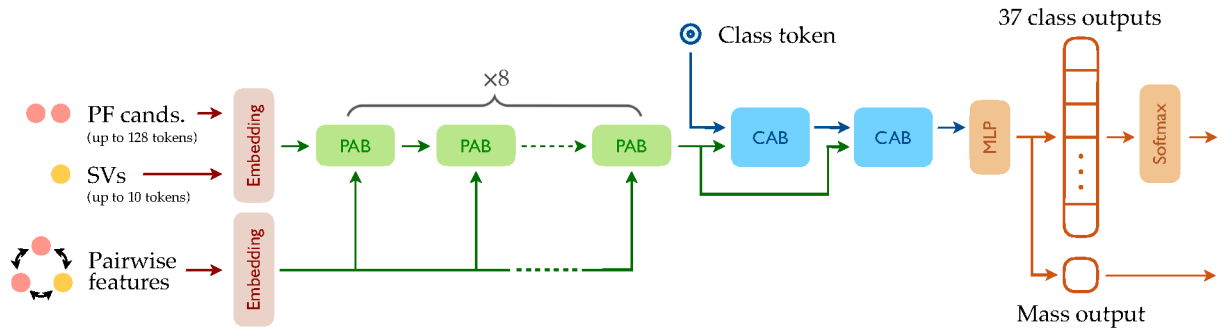 37 class outputs
Class token
×8
PF cands.
(up to 128 tokens)
SVs
(up to 10 tokens)
Embedding
PAB
PAB
PAB
CAB
CAB
MLP
Softmax
Pairwise
features
Embedding
Mass output